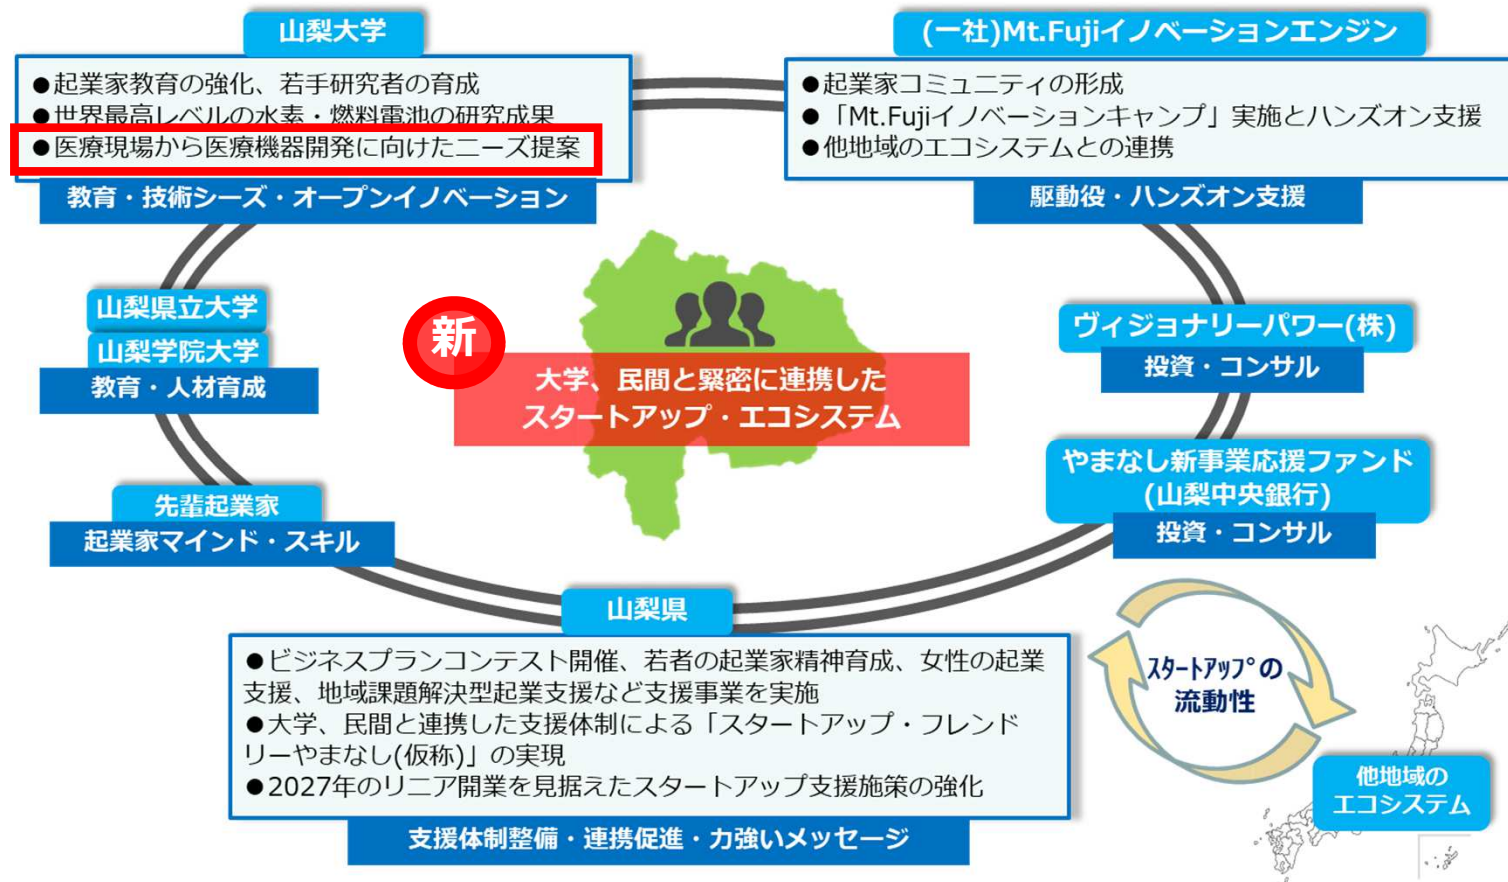 山梨大学
●起業家教育の強化、若手研究者の育成
●世界最高レベルの水素・燃料電池の研究成果
●医療現場から医療機器開発に向けたニーズ提案
教育・技術シーズ・オープンイノベーション
(一社)Mt.Fujiイノベーションエンジン
●起業家コミュニティの形成
●「Mt.Fujiイノベーションキャンプ」実施とハンズオン支援
●他地域のエコシステムとの連携
駆動役・ハンズオン支援
山梨県立大学
山梨学院大学
教育・人材育成
新
大学、民間と緊密に連携した
スタートアップ・エコシステム
ヴィジョナリーパワー(株)
投資・コンサル
やまなし新事業応援ファンド
(山梨中央銀行)
投資・コンサル
先輩起業家
起業家マインド・スキル
山梨県
●ビジネスプランコンテスト開催、若者の起業家精神育成、女性の起業
支援、地域課題解決型起業支援など支援事業を実施
●大学、民間と連携した支援体制による「スタートアップ・フレンド
リーやまなし(仮称)」の実現
●2027年のリニア開業を見据えたスタートアップ支援施策の強化
支援体制整備・連携促進・力強いメッセージ
ｽﾀｰﾄｱｯﾌﾟの
流動性
他地域の
エコシステム